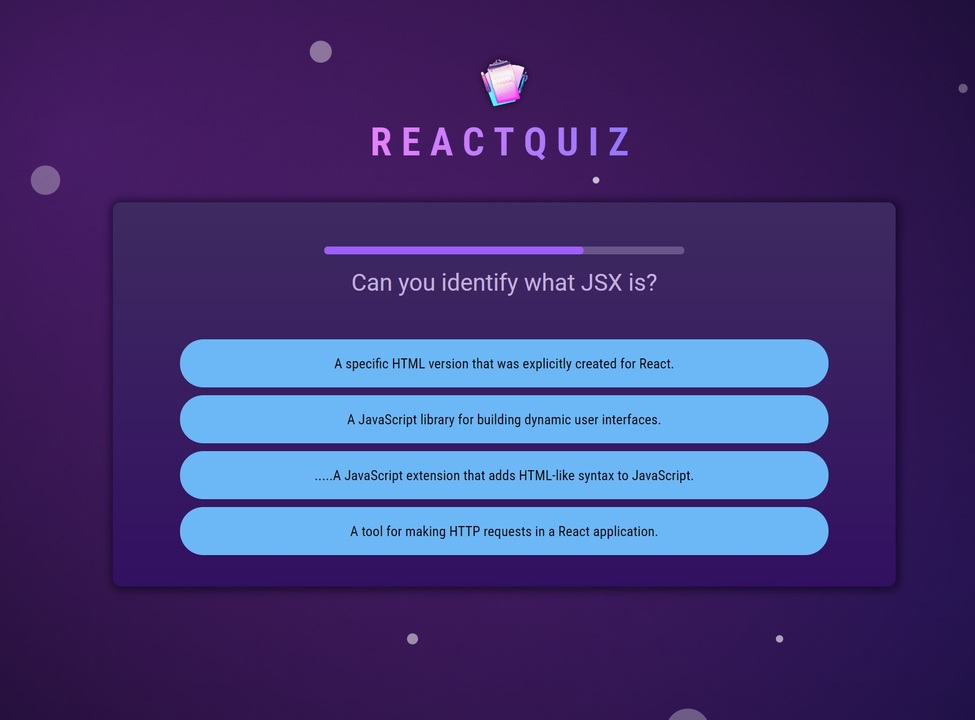 REACTQUIZ
Can you identify what JSX is?
A specific HTML version that was explicitly created for React.
A JavaScript library for building dynamic user interfaces.
.....A JavaScript extension that adds HTML-like syntax to JavaScript.
A tool for making HTTP requests in a React application.